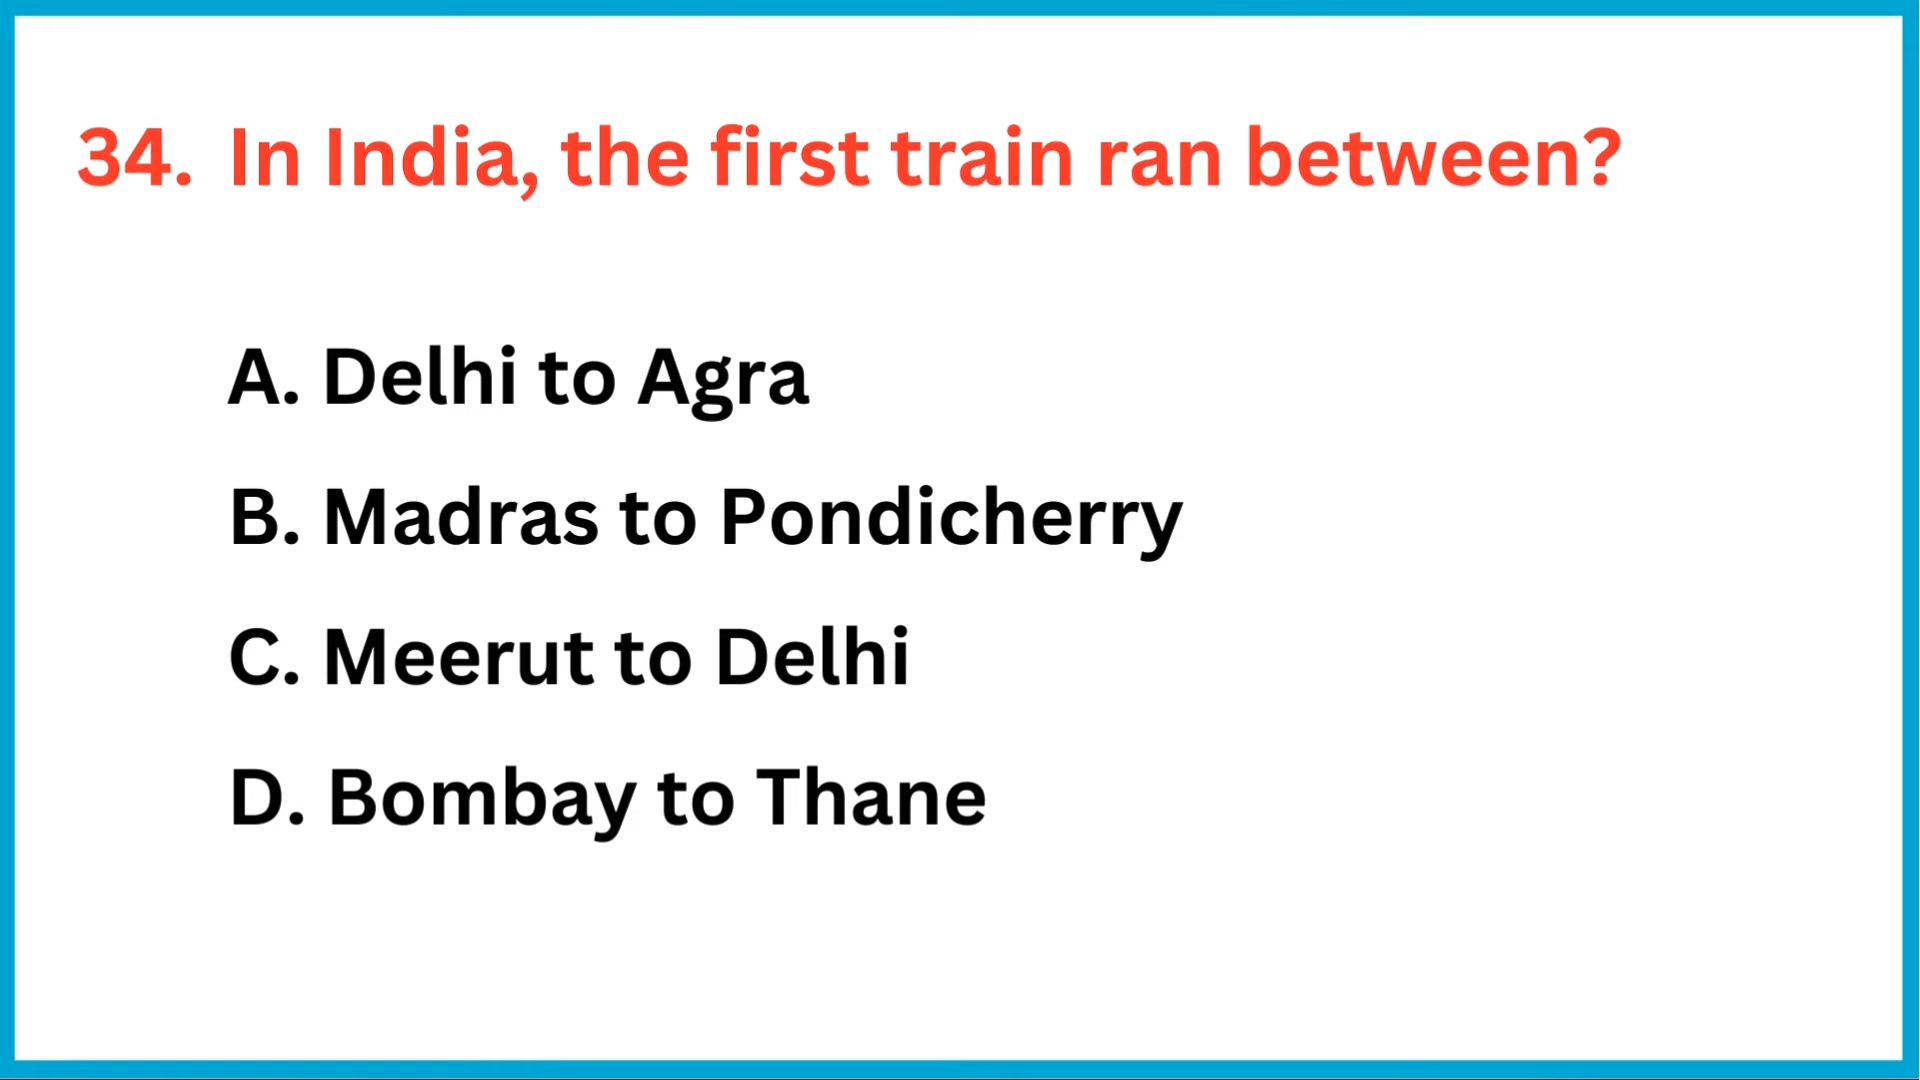 34. In India, the first train ran between?
A. Delhi to Agra
B. Madras to Pondicherry
C. Meerut to Delhi
D. Bombay to Thane